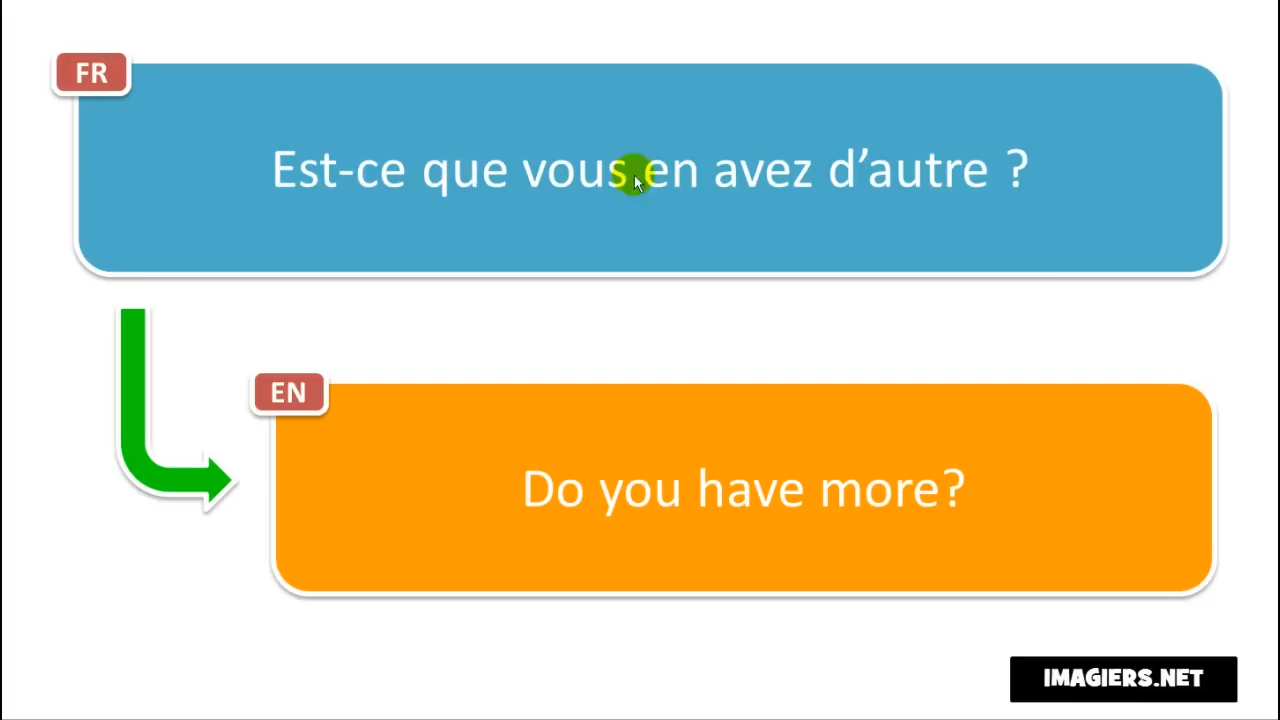 FR
Est-ce que vous en avez d’autre ?
EN
Do you have more?
IMAGIERS.NET